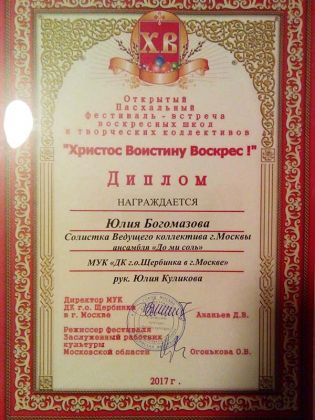 ХВ
Открытый
Пасхальный
фестиваль - встреча
воскресных школ
и творческих коллективов
"Христос Воистину Воскрес !"
Диплом
НАГРАЖДАЕТСЯ
Юлия Богомазова
Солистка Ведущего коллектива г.Москвы
ансамбля «До ми соль»
МУК «ДК г.о.Щербинка в г.Москве»
рук. Юлия Куликова
Директор МУК
ДК г.о. Щербинка
в г. Москве Ананьев Д.В.
Режиссер фестиваля
Заслуженный работник
культуры
Московской области Огонькова О.В.
2017 г.